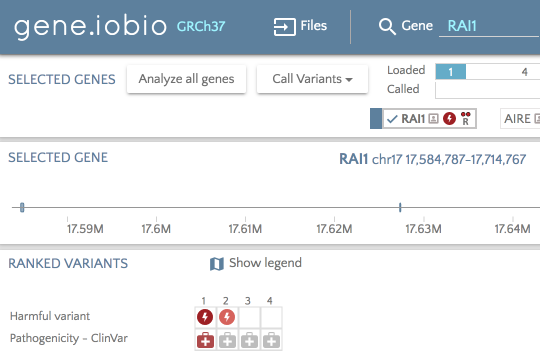 gene.iobio GRCh37 Files Gene RAI1
SELECTED GENES Analyze all genes Call Variants Loaded 1 4
Called
RAI1 R AIRE
SELECTED GENE RAI1 chr17 17,584,787-17,714,767
17.59M 17.6M 17.61M 17.62M 17.63M 17.64M
RANKED VARIANTS Show legend
1 2 3 4
Harmful variant
Pathogenicity - ClinVar